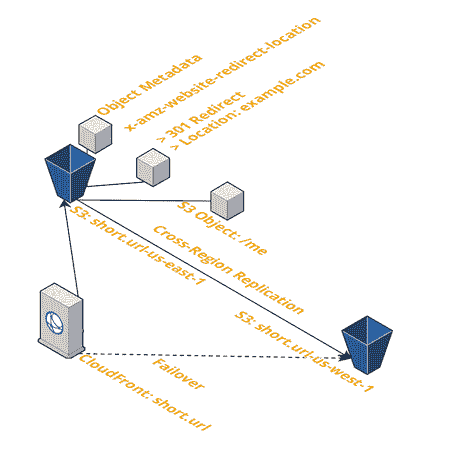 Object Metadata
x-amz-website-redirect-location
> 301 Redirect
> Location: example.com
S3 Object: /me
S3: short.url-us-east-1
Cross-Region Replication
S3: short.url-us-west-1
Failover
CloudFront: short.url